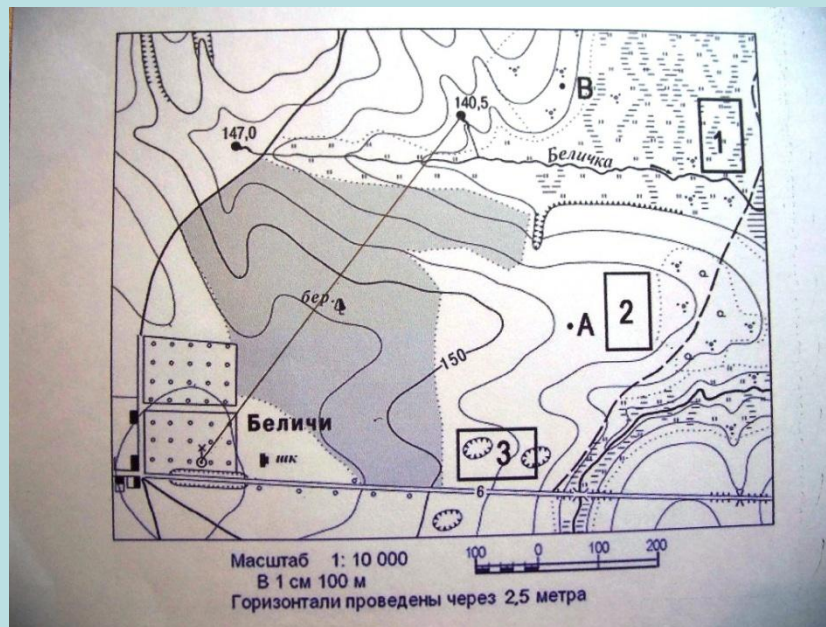 В
140,5
147,0
1
Беличка
бер.
2
А
150
Беличи
3
шк
6
Масштаб 1: 10 000
100 0 100 200
В 1 см 100 м
Горизонтали проведены через 2,5 метра